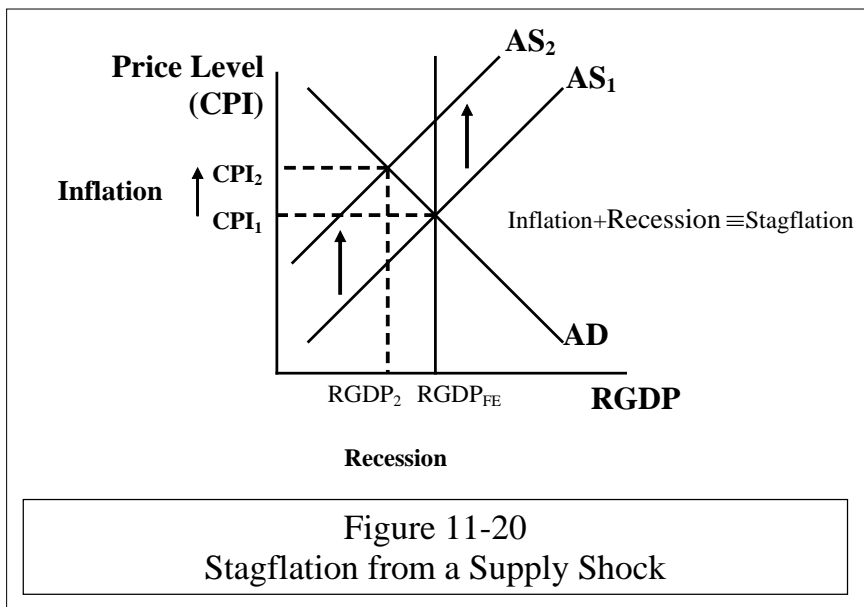 AS₂
Price Level
(CPI)
AS₁
CPI₂
Inflation
CPI₁
Inflation+Recession ≡Stagflation
AD
RGDP₂ RGDP_FE
RGDP
Recession
Figure 11-20
Stagflation from a Supply Shock